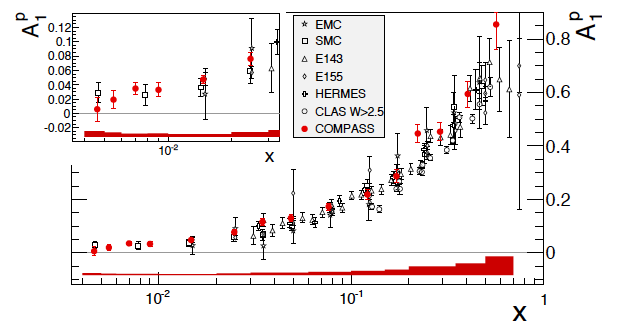 A₁ᵖ
0.12
0.1
0.08
0.06
0.04
0.02
0
-0.02
10⁻²
x
EMC
SMC
E143
E155
HERMES
CLAS W>2.5
COMPASS
A₁ᵖ
0.8
0.6
0.4
0.2
0
10⁻²
10⁻¹
1
x